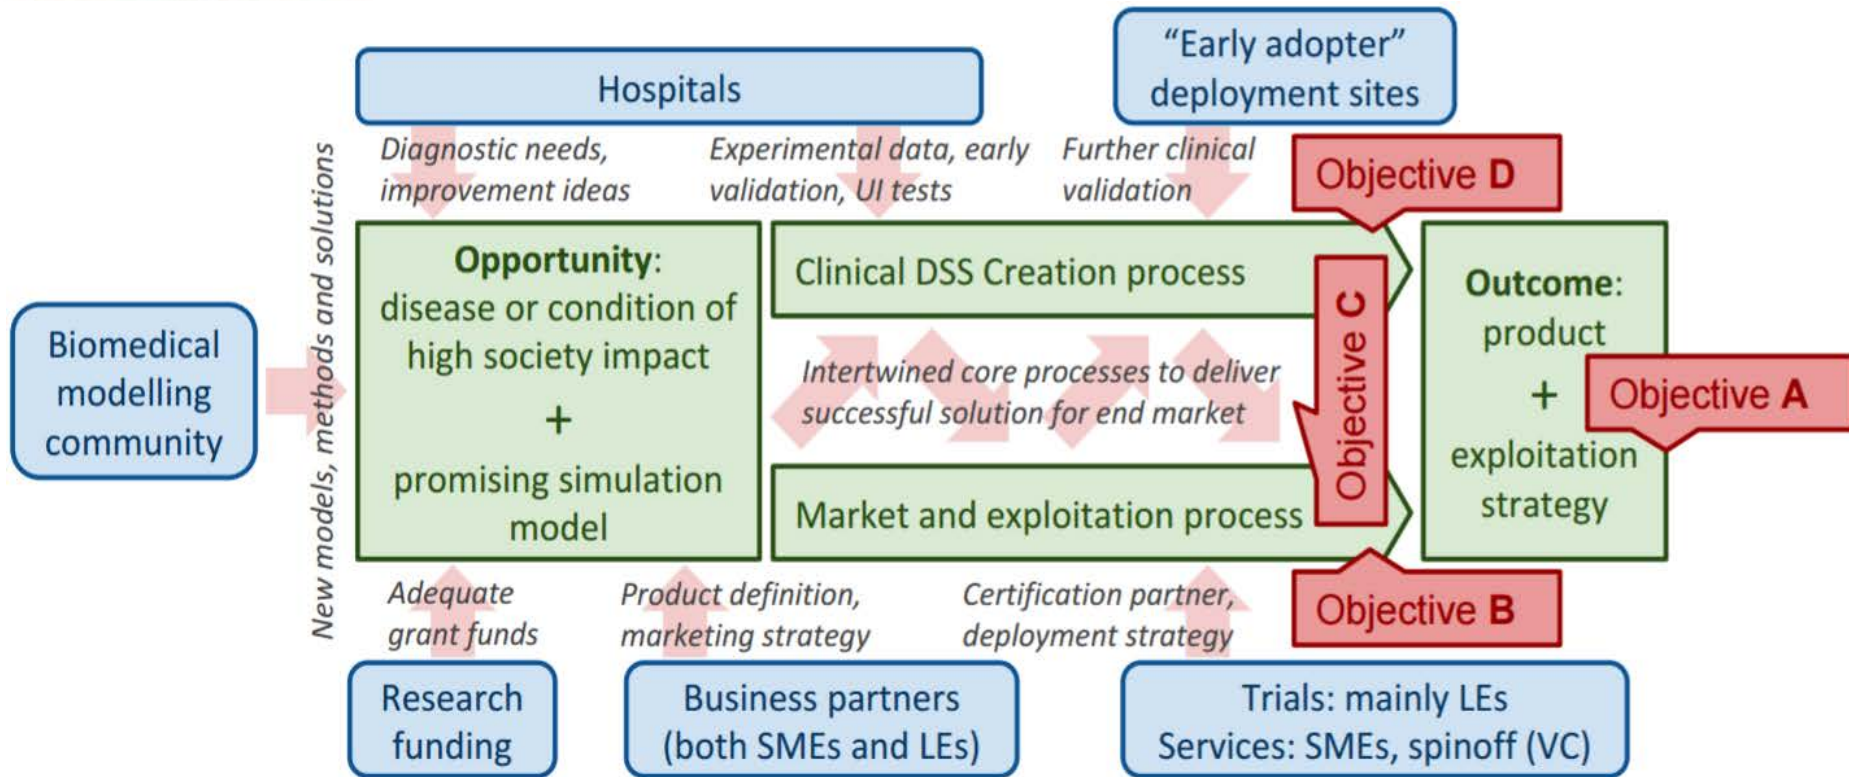 Hospitals
“Early adopter”
deployment sites
Diagnostic needs,
improvement ideas
Experimental data, early
validation, UI tests
Further clinical
validation
Objective D
New models, methods and solutions
Biomedical
modelling
community
Opportunity:
disease or condition of
high society impact
+
promising simulation
model
Clinical DSS Creation process
Intertwined core processes to deliver
successful solution for end market
Market and exploitation process
Objective C
Outcome:
product
+
exploitation
strategy
Objective A
Adequate
grant funds
Product definition,
marketing strategy
Certification partner,
deployment strategy
Objective B
Research
funding
Business partners
(both SMEs and LEs)
Trials: mainly LEs
Services: SMEs, spinoff (VC)